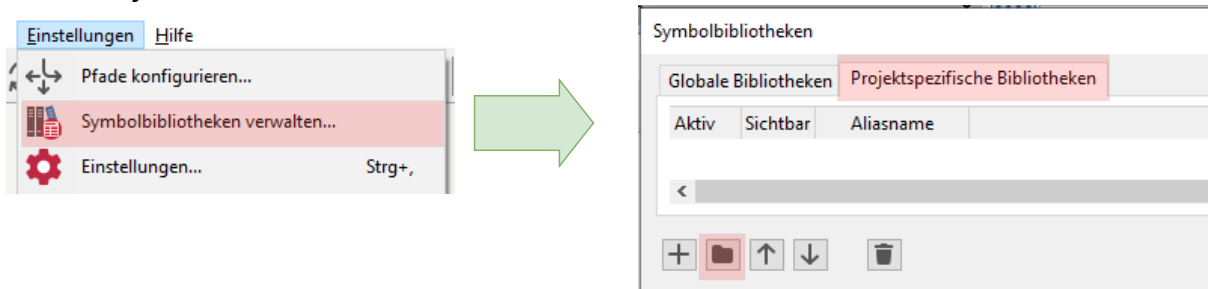 Einstellungen Hilfe
Pfade konfigurieren...
Symbolbibliotheken verwalten...
Einstellungen... Strg+,
Symbolbibliotheken
Globale Bibliotheken Projektspezifische Bibliotheken
Aktiv Sichtbar Aliasname